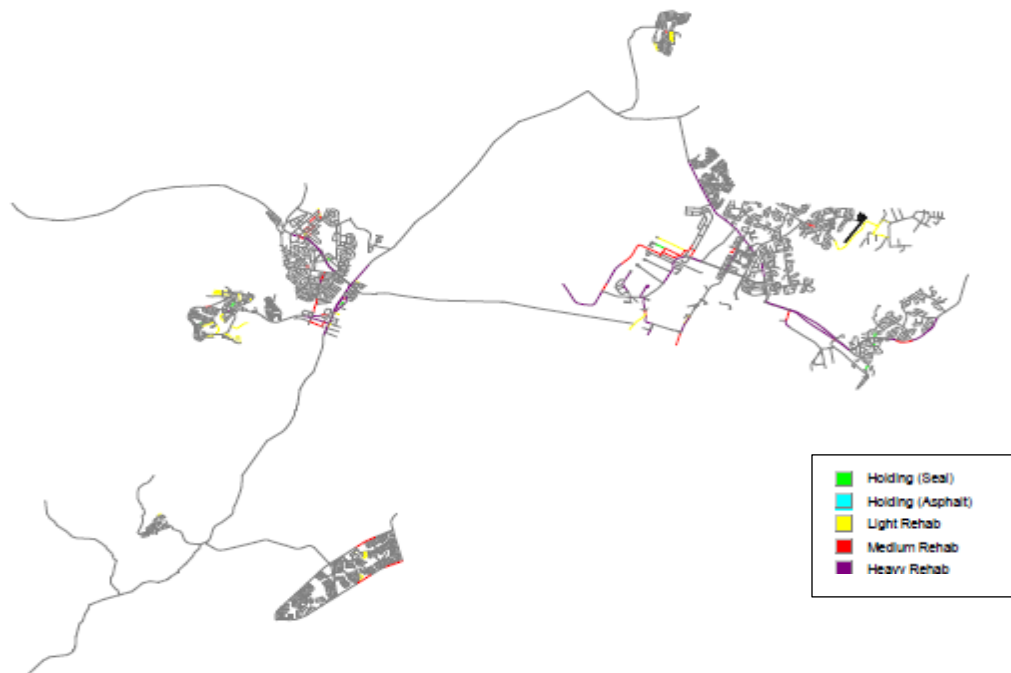 Holding (Seal)
Holding (Asphalt)
Light Rehab
Medium Rehab
Heavy Rehab